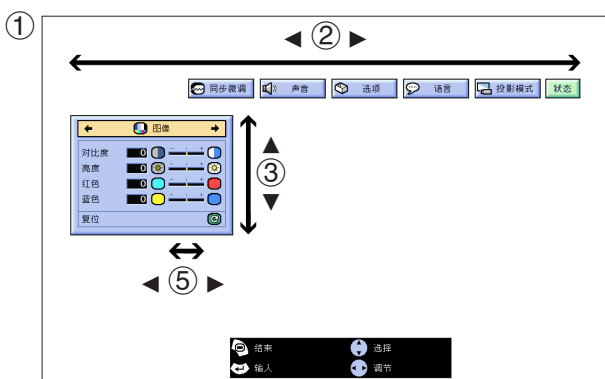 ①
◀ ② ▶
同步微调 声音 选项 语言 投影模式 状态
图像
对比度 0
亮度 0
红色 0
蓝色 0
复位
③
◀ ⑤ ▶
结束 选择
输入 调节